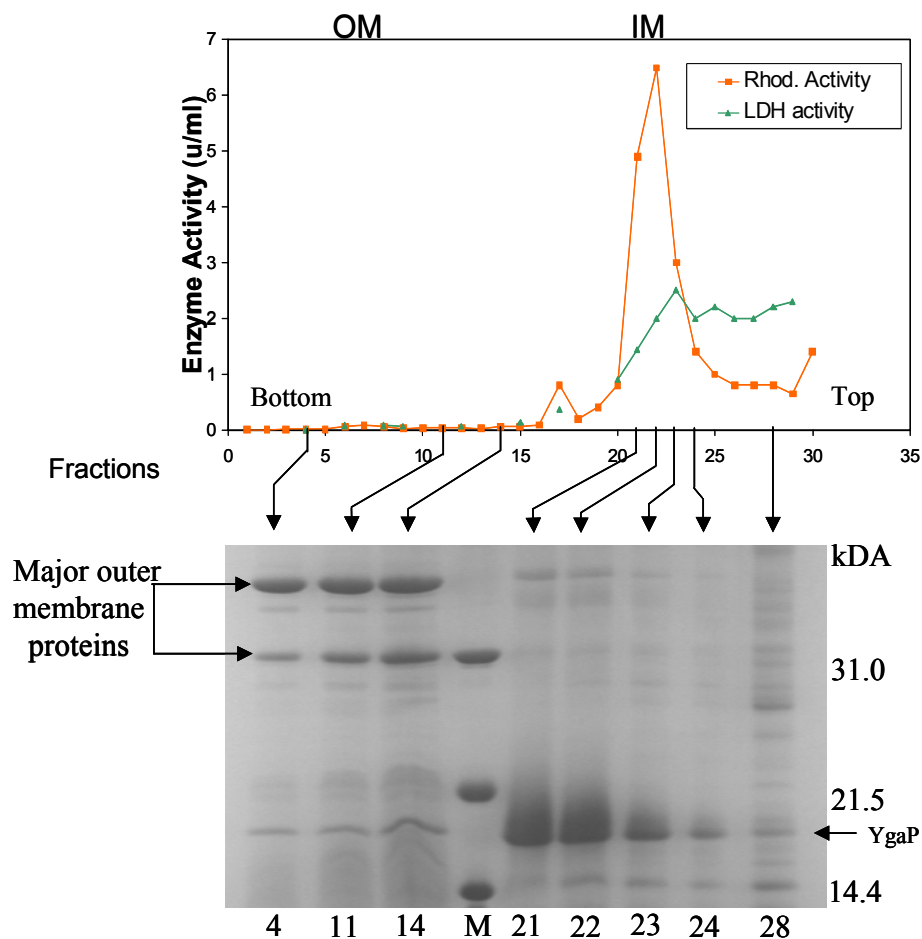 OM IM
7
6
5
4
3
2
1
0
Enzyme Activity (u/ml)
Rhod. Activity
LDH activity
Bottom Top
0 5 10 15 20 25 30 35
Fractions
Major outer
membrane
proteins
kDA
31.0
21.5
YgaP
14.4
4 11 14 M 21 22 23 24 28